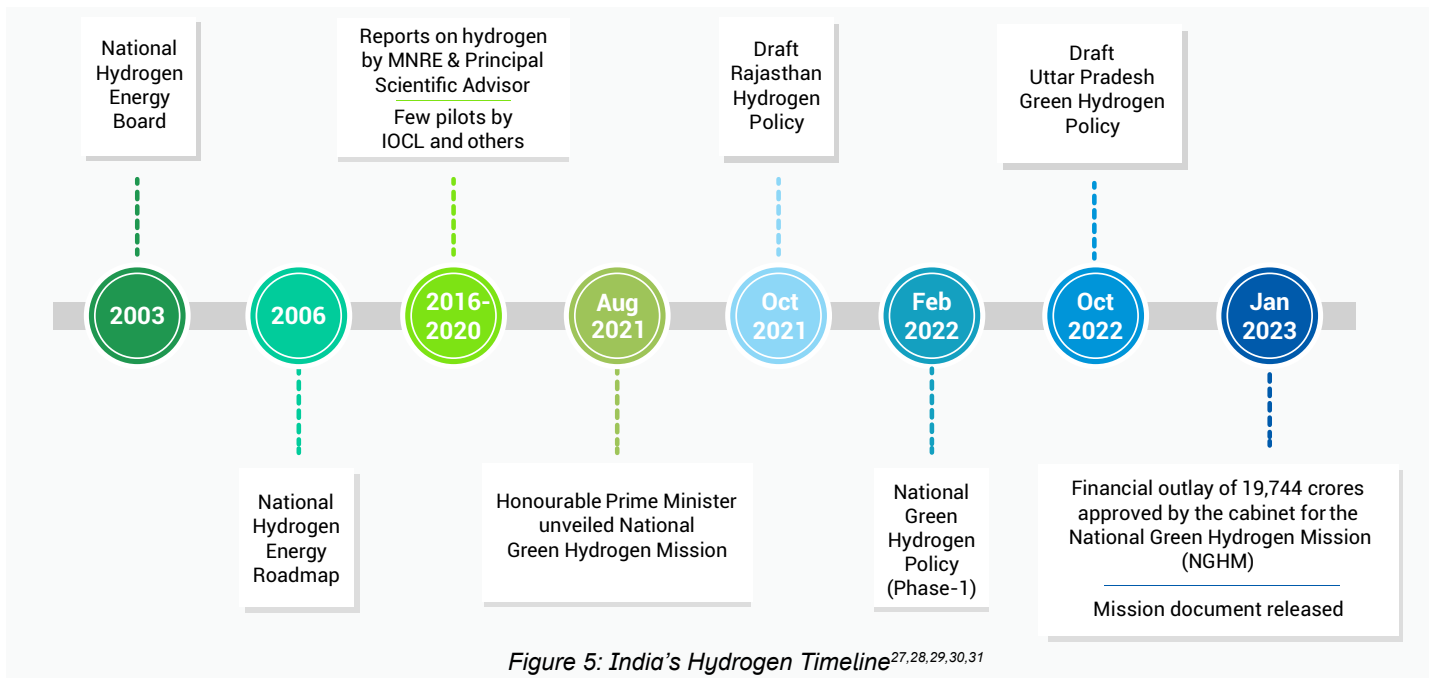 National
Hydrogen
Energy
Board
Reports on hydrogen
by MNRE & Principal
Scientific Advisor
Few pilots by
IOCL and others
Draft
Rajasthan
Hydrogen
Policy
Draft
Uttar Pradesh
Green Hydrogen
Policy
2003
2006
2016-
2020
Aug
2021
Oct
2021
Feb
2022
Oct
2022
Jan
2023
National
Hydrogen
Energy
Roadmap
Honourable Prime Minister
unveiled National
Green Hydrogen Mission
National
Green
Hydrogen
Policy
(Phase-1)
Financial outlay of 19,744 crores
approved by the cabinet for the
National Green Hydrogen Mission
(NGHM)
Mission document released
Figure 5: India's Hydrogen Timeline27,28,29,30,31